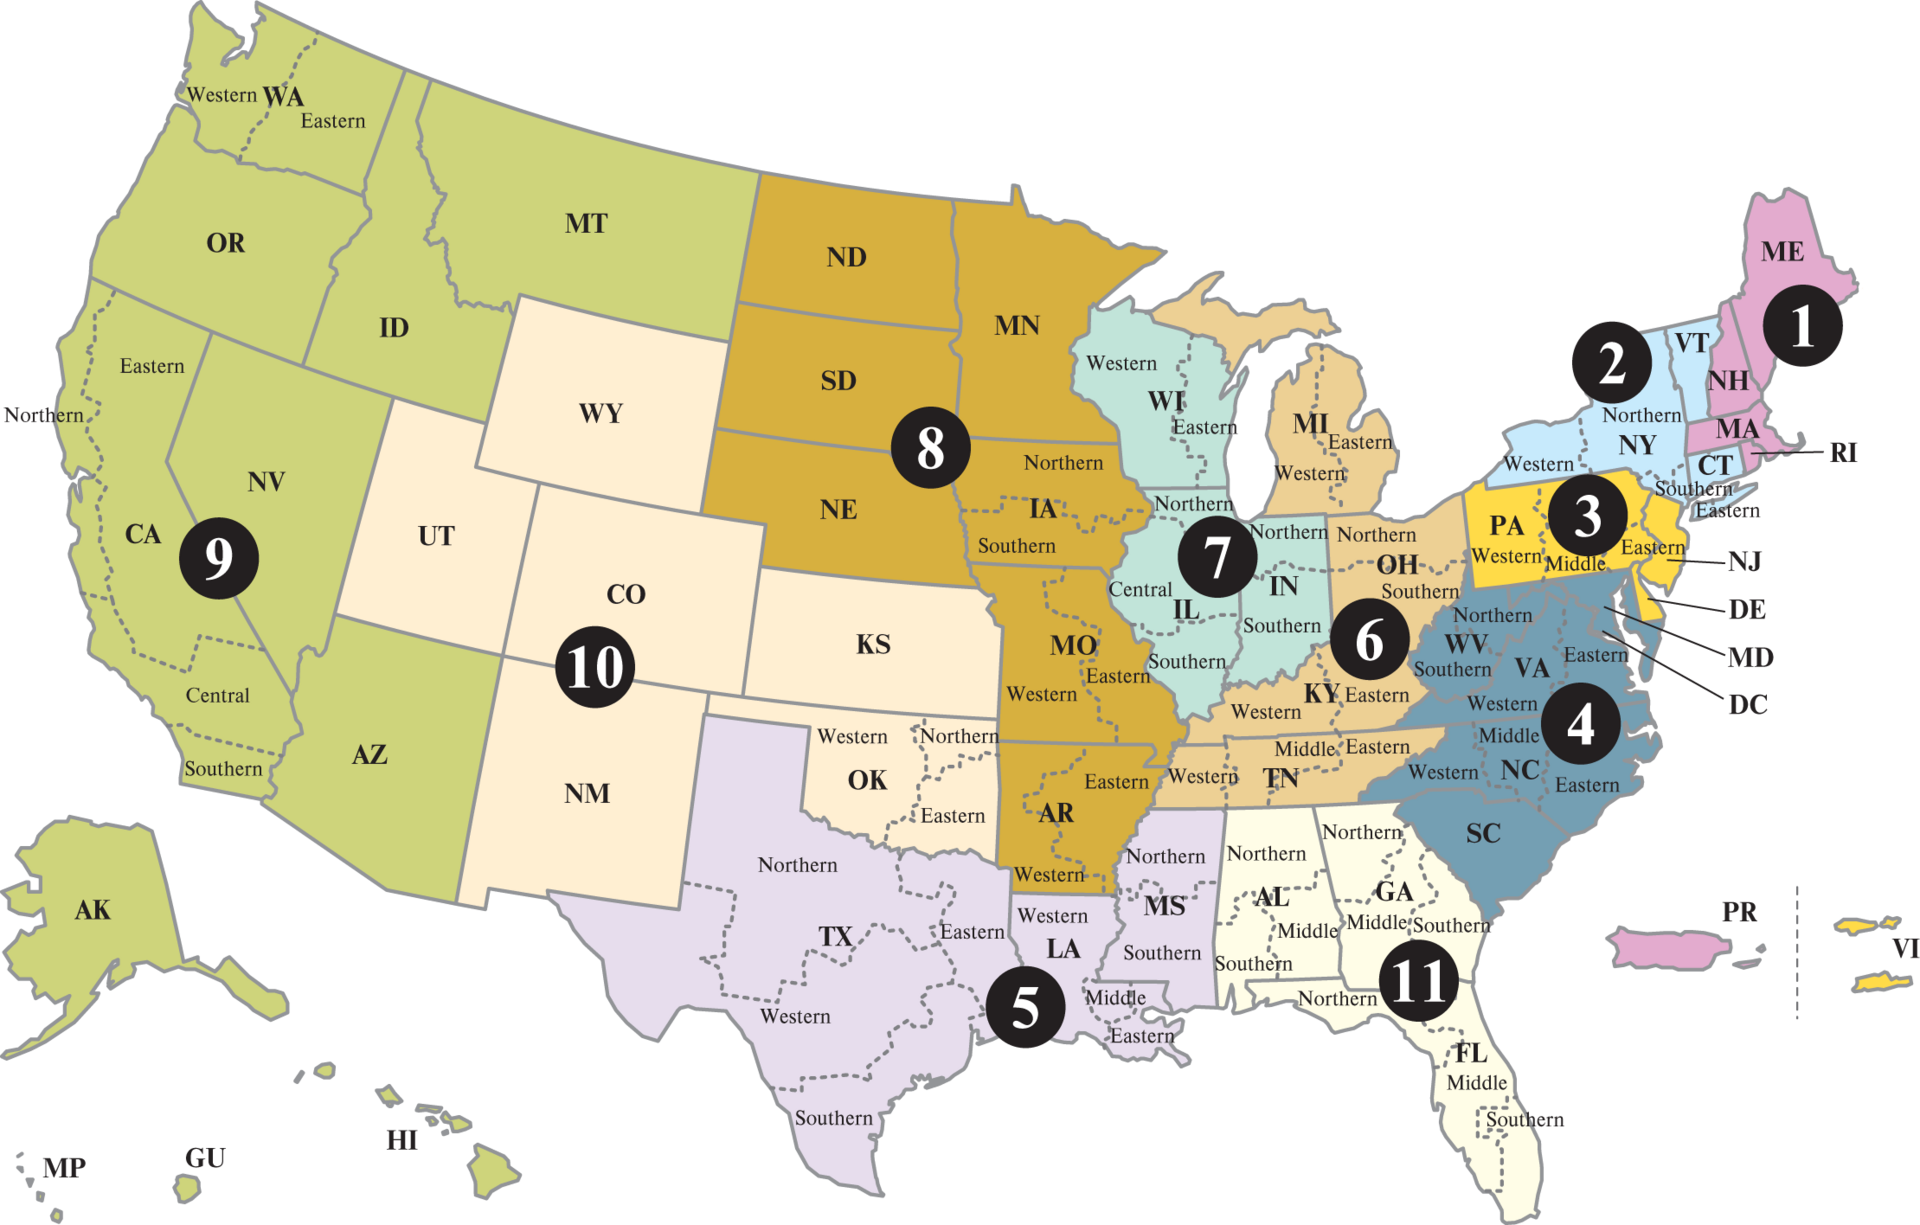 Western
WA
Eastern
OR
ID
MT
ND
MN
SD
NE
8
WY
Eastern
Northern
NV
CA
9
UT
CO
10
KS
Central
Southern
AZ
NM
Western
Northern
OK
Eastern
Northern
IA
Southern
MO
Eastern
Western
Eastern
AR
Western
Western
WI
Eastern
MI
Eastern
Western
Northern
7
Central
IL
Southern
Northern
IN
Southern
Northern
OH
Southern
6
KY
Eastern
Western
Middle
Eastern
Western
TN
ME
1
2
VT
NH
Northern
NY
MA
Western
CT
RI
Southern
Eastern
PA
3
Western
Middle
Eastern
NJ
DE
MD
DC
Northern
WV
Southern
VA
Eastern
Western
4
Middle
Western
NC
Eastern
SC
Northern
TX
Eastern
Western
Southern
Western
LA
5
Middle
Eastern
Northern
MS
Southern
Northern
AL
Middle
Southern
Northern
GA
Middle
Southern
11
Northern
FL
Middle
Southern
PR
VI
AK
HI
GU
MP